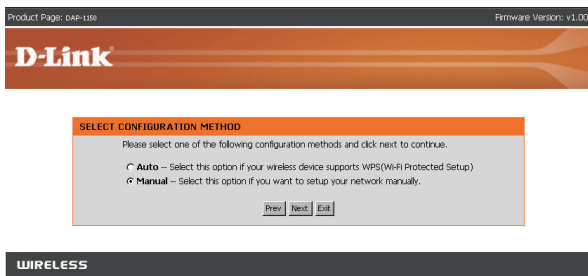 Product Page: DAP-1150 Firmware Version: v1.00
D-Link
SELECT CONFIGURATION METHOD
Please select one of the following configuration methods and click next to continue.
Auto -- Select this option if your wireless device supports WPS(Wi-Fi Protected Setup)
Manual -- Select this option if you want to setup your network manually.
Prev Next Exit
WIRELESS